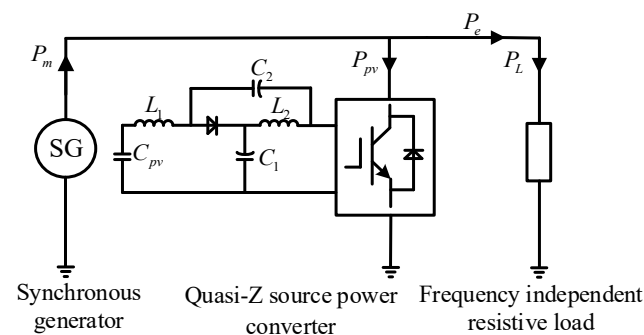 P_e
P_m
P_pv
P_L
C_2
L_1
L_2
SG
C_pv
C_1
Synchronous
generator
Quasi-Z source power
converter
Frequency independent
resistive load